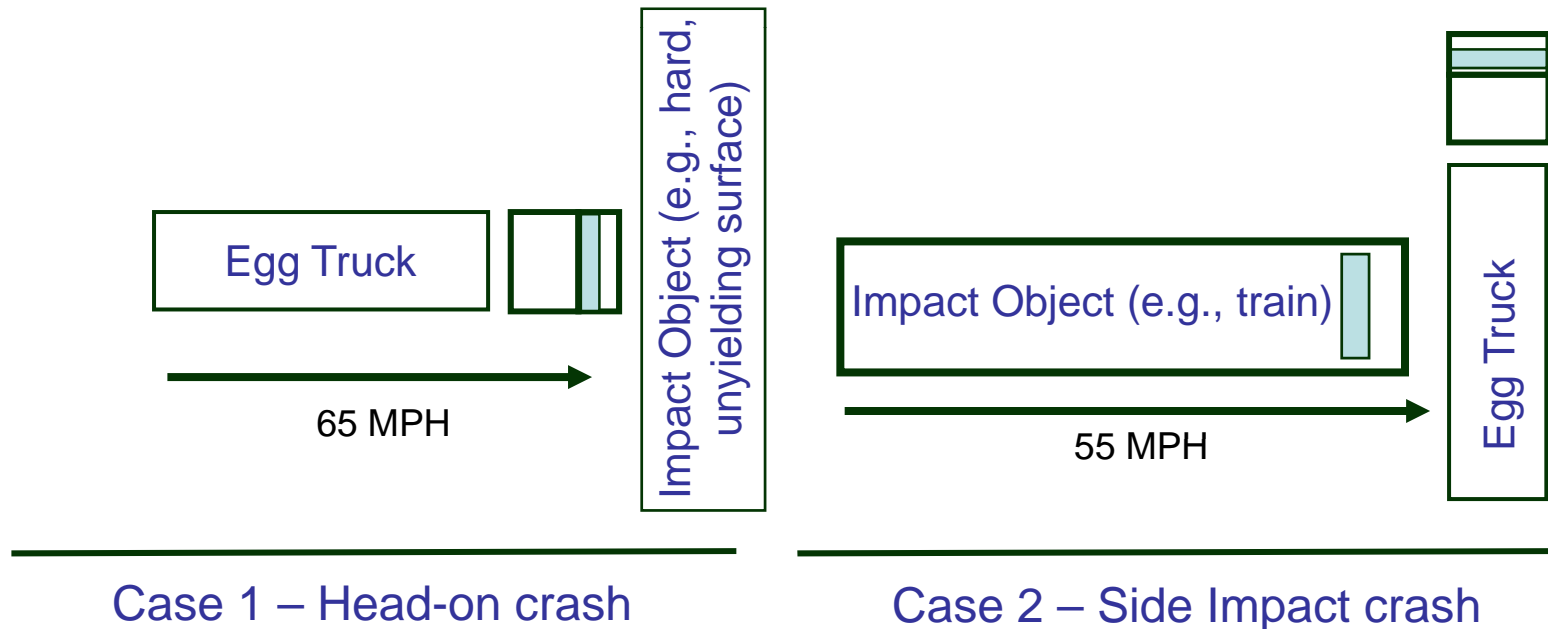 Egg Truck
65 MPH
Impact Object (e.g., hard,
unyielding surface)
Case 1 – Head-on crash
Impact Object (e.g., train)
55 MPH
Egg Truck
Case 2 – Side Impact crash